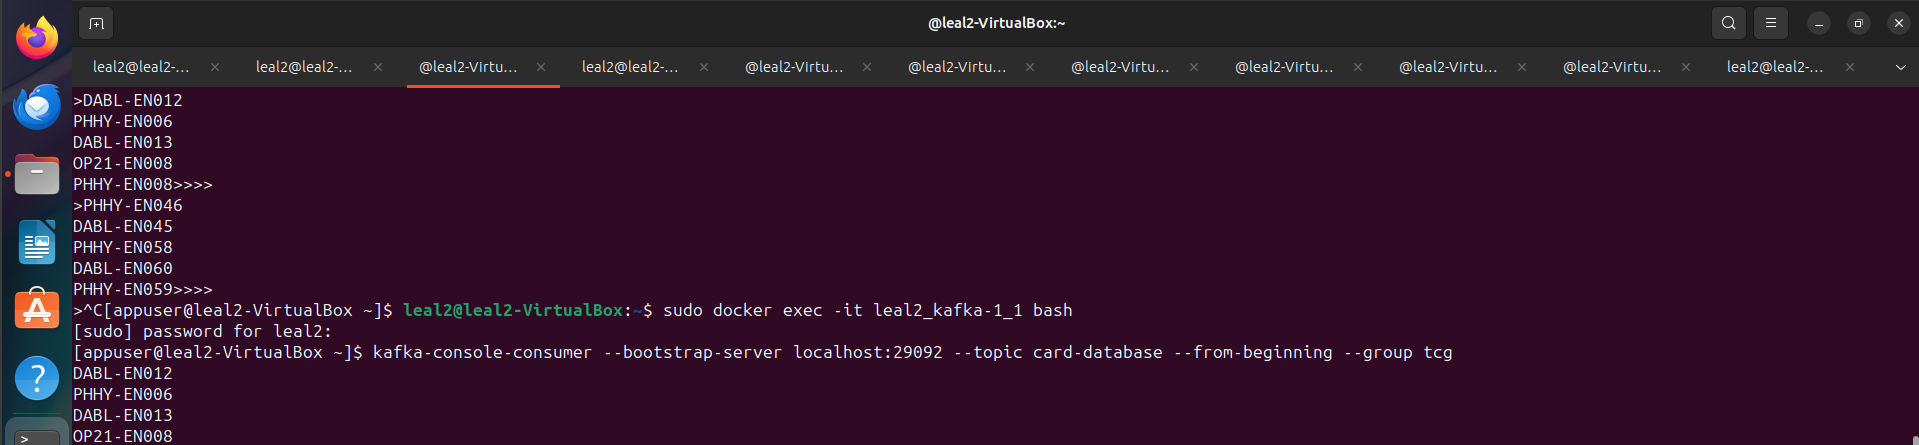 @leal2-VirtualBox:~
leal2@leal2-... × leal2@leal2-... × @leal2-Virtu... × leal2@leal2-... × @leal2-Virtu... × @leal2-Virtu... × @leal2-Virtu... × @leal2-Virtu... × @leal2-Virtu... × @leal2-Virtu... × leal2@leal2-... ×
>DABL-EN012
PHHY-EN006
DABL-EN013
OP21-EN008
PHHY-EN008>>>>
>PHHY-EN046
DABL-EN045
PHHY-EN058
DABL-EN060
PHHY-EN059>>>>
>^C[appuser@leal2-VirtualBox ~]$ leal2@leal2-VirtualBox:~$ sudo docker exec -it leal2_kafka-1_1 bash
[sudo] password for leal2:
[appuser@leal2-VirtualBox ~]$ kafka-console-consumer --bootstrap-server localhost:29092 --topic card-database --from-beginning --group tcg
DABL-EN012
PHHY-EN006
DABL-EN013
OP21-EN008